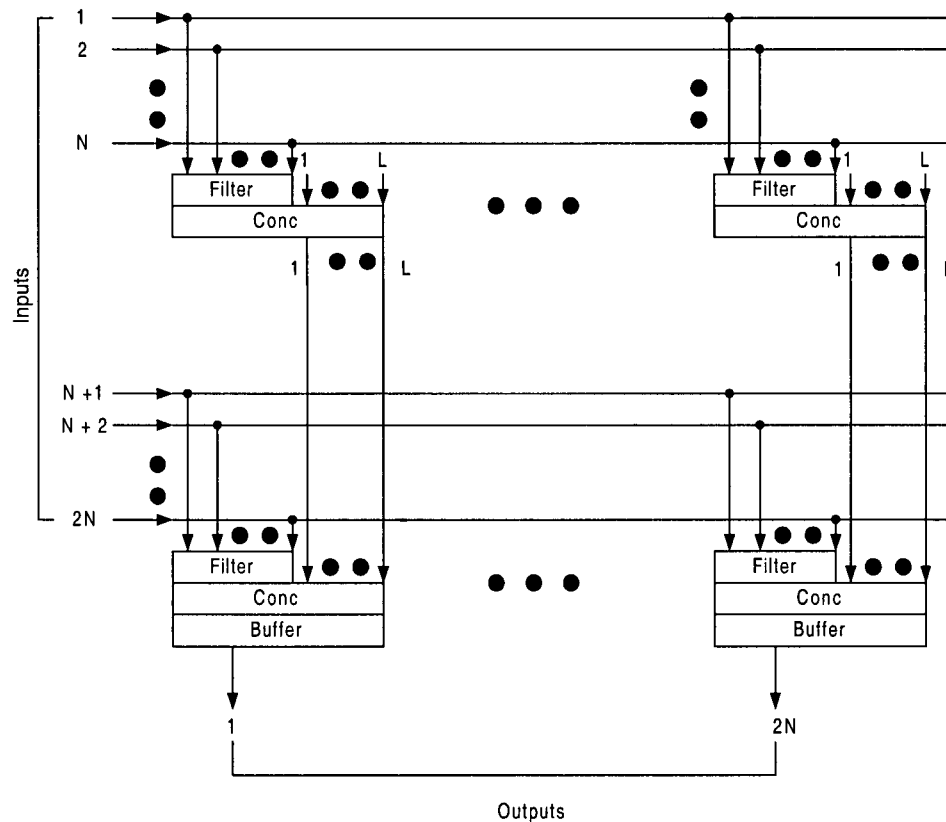 1
2
N
1 L 1 L
Filter Filter
Conc Conc
1 L 1
Inputs
N +1
N + 2
2N
Filter Filter
Conc Conc
Buffer Buffer
1 2N
Outputs